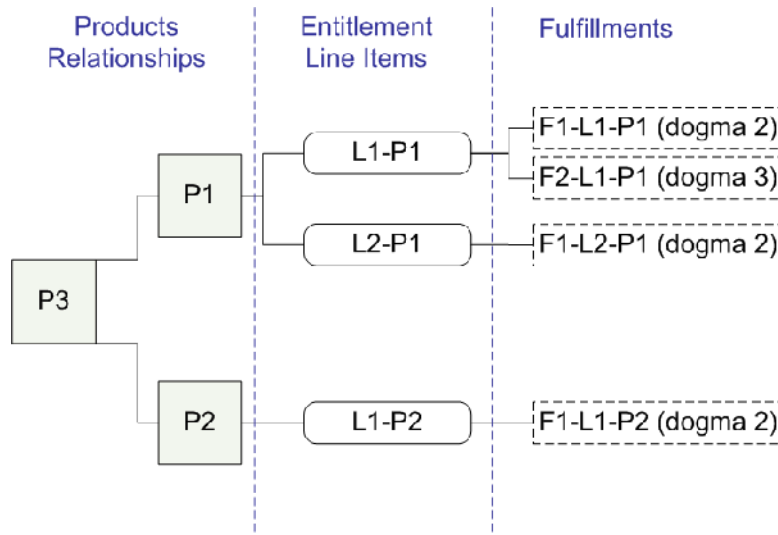 Products
Relationships
Entitlement
Line Items
Fulfillments
P3
P1
P2
L1-P1
L2-P1
L1-P2
F1-L1-P1 (dogma 2)
F2-L1-P1 (dogma 3)
F1-L2-P1 (dogma 2)
F1-L1-P2 (dogma 2)